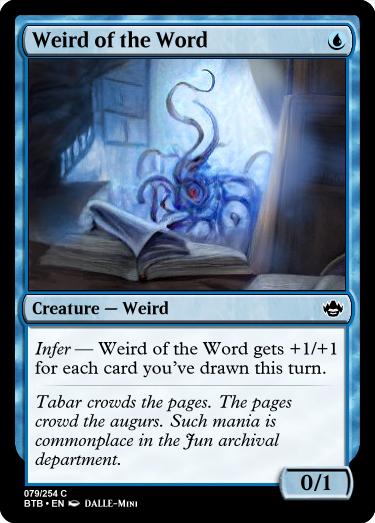 Weird of the Word
Creature — Weird
Infer — Weird of the Word gets +1/+1
for each card you've drawn this turn.
Tabar crowds the pages. The pages
crowd the augurs. Such mania is
commonplace in the Jun archival
department.
0/1
079/254 C
BTB • EN DALLE-Mini